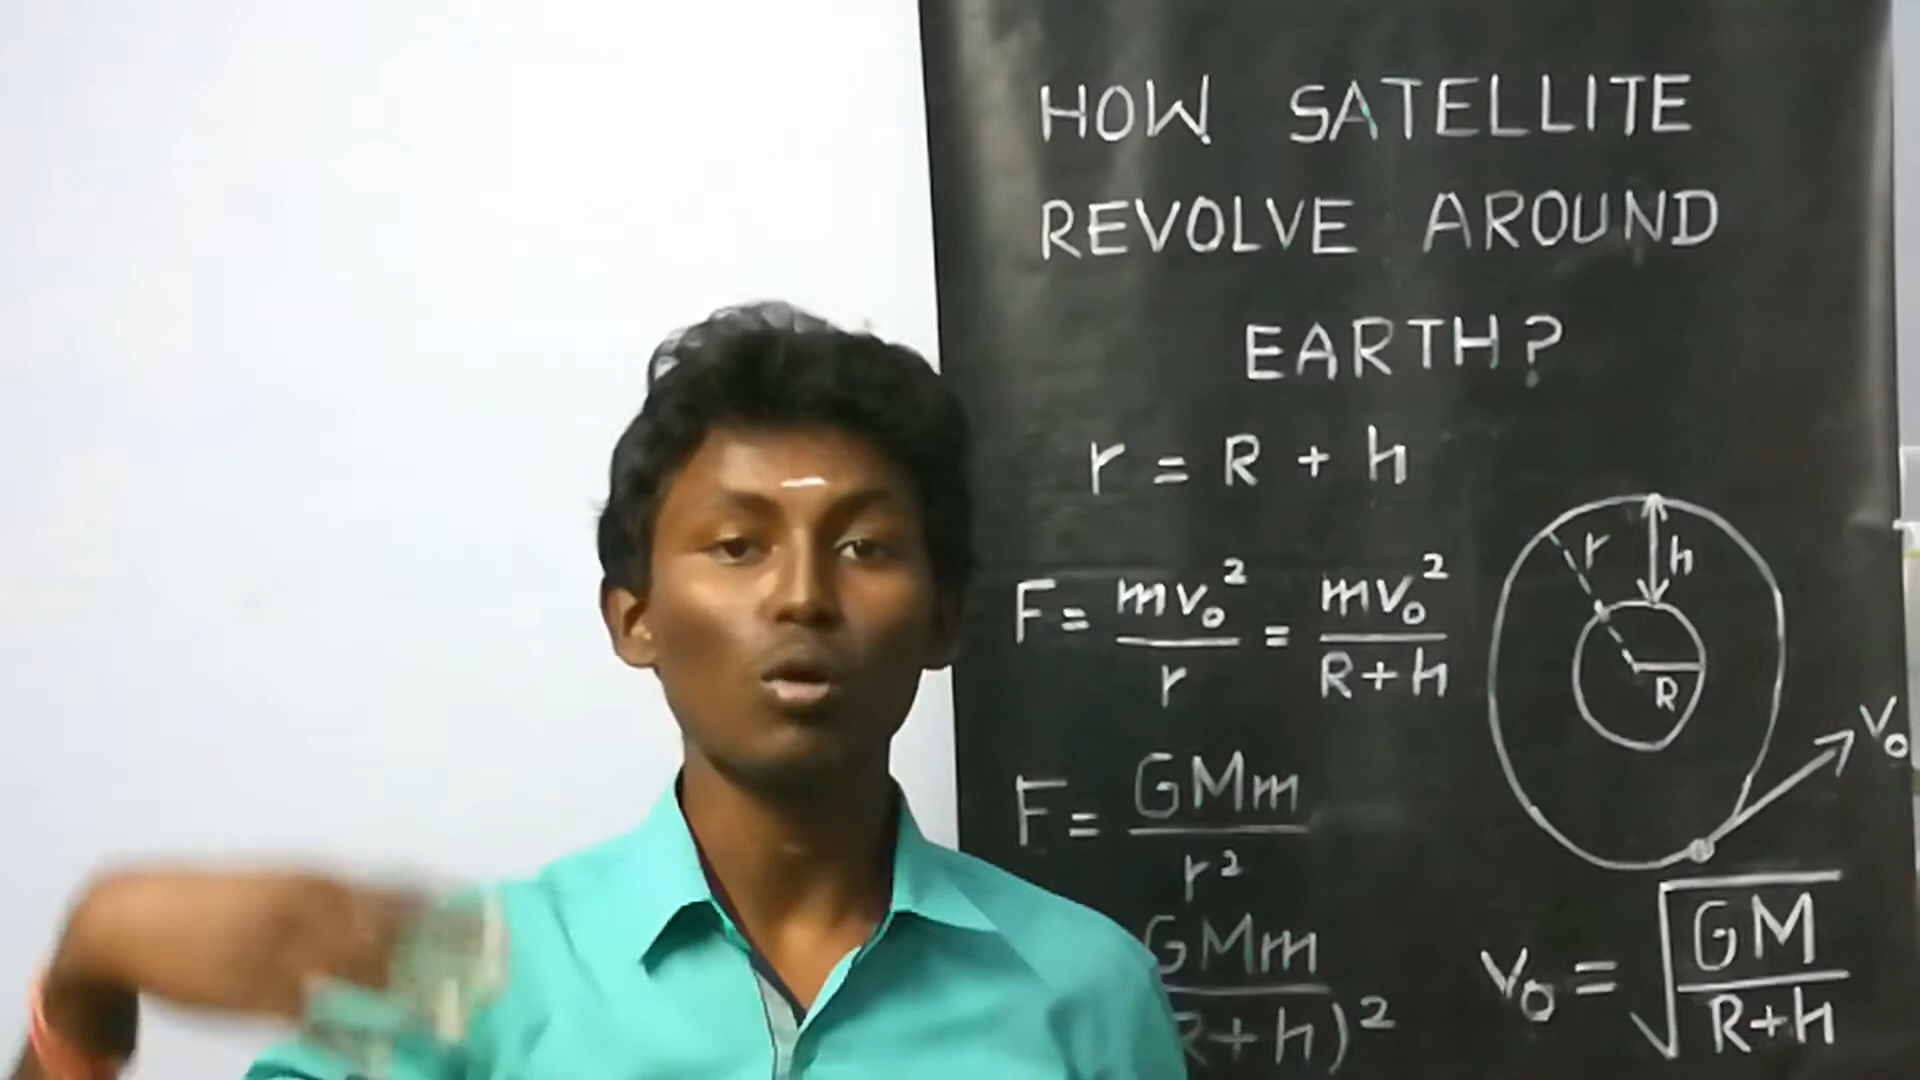 HOW SATELLITE
REVOLVE AROUND
EARTH?
r = R + h
F = mv₀²/r = mv₀²/R+h
F = GMm/r²
GMm/R+h)²
r
h
R
v₀
v₀ = √(GM/R+h)